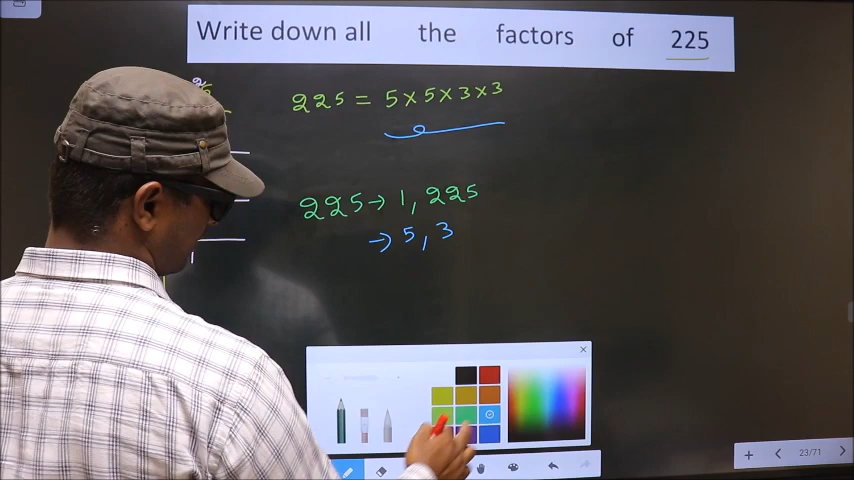 Write down all the factors of 225
225 = 5 × 5 × 3 × 3
225 → 1, 225
→ 5, 3
23/71